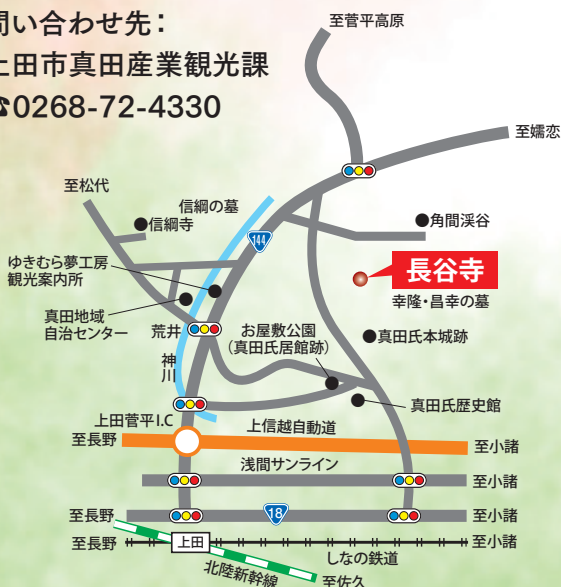 問い合わせ先：
上田市真田産業観光課
☎0268-72-4330
至菅平高原
至嬬恋
至松代
信綱の墓
信綱寺
角間渓谷
144
長谷寺
幸隆・昌幸の墓
ゆきむら夢工房
観光案内所
真田地域
自治センター
荒井
神川
お屋敷公園
（真田氏居館跡）
真田氏本城跡
真田氏歴史館
上田菅平I.C
至長野
上信越自動道
至小諸
浅間サンライン
至小諸
至長野
18
至小諸
至長野
上田
しなの鉄道
至小諸
北陸新幹線
至佐久